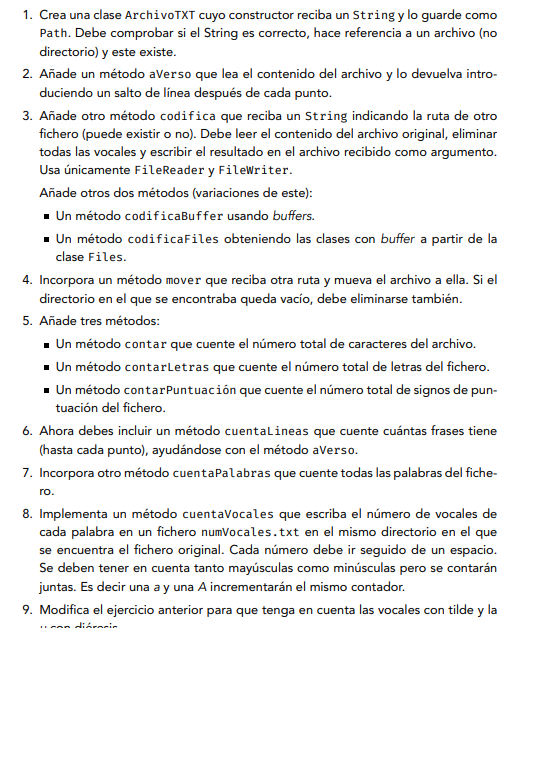 1. Crea una clase ArchivoTXT cuyo constructor reciba un String y lo guarde como
Path. Debe comprobar si el String es correcto, hace referencia a un archivo (no
directorio) y este existe.
2. Añade un método aVerso que lea el contenido del archivo y lo devuelva intro-
duciendo un salto de línea después de cada punto.
3. Añade otro método codifica que reciba un String indicando la ruta de otro
fichero (puede existir o no). Debe leer el contenido del archivo original, eliminar
todas las vocales y escribir el resultado en el archivo recibido como argumento.
Usa únicamente FileReader y FileWriter.
Añade otros dos métodos (variaciones de este):
▪ Un método codificaBuffer usando buffers.
▪ Un método codificaFiles obteniendo las clases con buffer a partir de la
clase Files.
4. Incorpora un método mover que reciba otra ruta y mueva el archivo a ella. Si el
directorio en el que se encontraba queda vacío, debe eliminarse también.
5. Añade tres métodos:
▪ Un método contar que cuente el número total de caracteres del archivo.
▪ Un método contarLetras que cuente el número total de letras del fichero.
▪ Un método contarPuntuación que cuente el número total de signos de pun-
tuación del fichero.
6. Ahora debes incluir un método cuentaLineas que cuente cuántas frases tiene
(hasta cada punto), ayudándose con el método aVerso.
7. Incorpora otro método cuentaPalabras que cuente todas las palabras del fiche-
ro.
8. Implementa un método cuentaVocales que escriba el número de vocales de
cada palabra en un fichero numVocales.txt en el mismo directorio en el que
se encuentra el fichero original. Cada número debe ir seguido de un espacio.
Se deben tener en cuenta tanto mayúsculas como minúsculas pero se contarán
juntas. Es decir una a y una A incrementarán el mismo contador.
9. Modifica el ejercicio anterior para que tenga en cuenta las vocales con tilde y la
u con diéresis